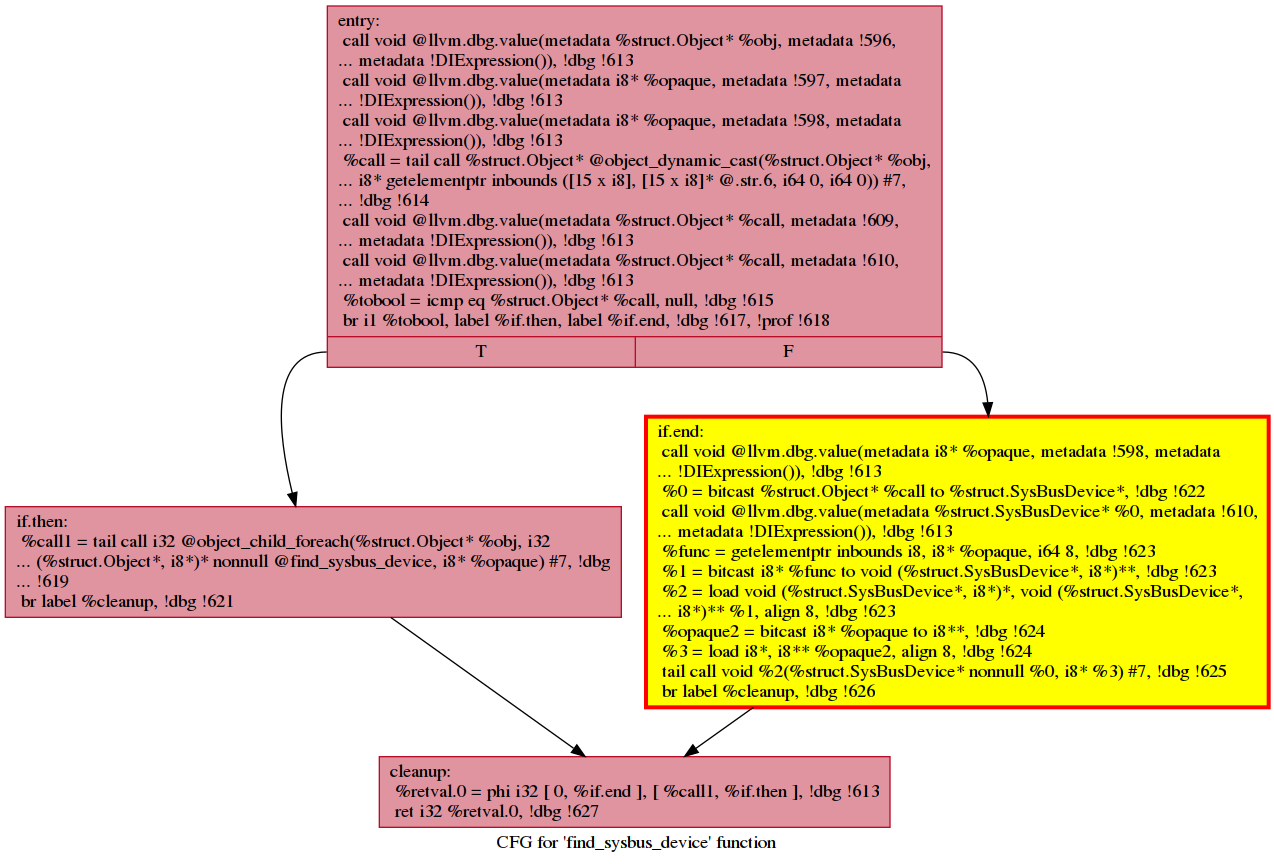 entry:
call void @llvm.dbg.value(metadata %struct.Object* %obj, metadata !596,
... metadata !DIExpression()), !dbg !613
call void @llvm.dbg.value(metadata i8* %opaque, metadata !597, metadata
... !DIExpression()), !dbg !613
call void @llvm.dbg.value(metadata i8* %opaque, metadata !598, metadata
... !DIExpression()), !dbg !613
%call = tail call %struct.Object* @object_dynamic_cast(%struct.Object* %obj,
... i8* getelementptr inbounds ([15 x i8], [15 x i8]* @.str.6, i64 0, i64 0)) #7,
... !dbg !614
call void @llvm.dbg.value(metadata %struct.Object* %call, metadata !609,
... metadata !DIExpression()), !dbg !613
call void @llvm.dbg.value(metadata %struct.Object* %call, metadata !610,
... metadata !DIExpression()), !dbg !613
%tobool = icmp eq %struct.Object* %call, null, !dbg !615
br i1 %tobool, label %if.then, label %if.end, !dbg !617, !prof !618
T
F
if.then:
%call1 = tail call i32 @object_child_foreach(%struct.Object* %obj, i32
... (%struct.Object*, i8*)* nonnull @find_sysbus_device, i8* %opaque) #7, !dbg
... !619
br label %cleanup, !dbg !621
if.end:
call void @llvm.dbg.value(metadata i8* %opaque, metadata !598, metadata
... !DIExpression()), !dbg !613
%0 = bitcast %struct.Object* %call to %struct.SysBusDevice*, !dbg !622
call void @llvm.dbg.value(metadata %struct.SysBusDevice* %0, metadata !610,
... metadata !DIExpression()), !dbg !613
%func = getelementptr inbounds i8, i8* %opaque, i64 8, !dbg !623
%1 = bitcast i8* %func to void (%struct.SysBusDevice*, i8*)**, !dbg !623
%2 = load void (%struct.SysBusDevice*, i8*)*, void (%struct.SysBusDevice*,
... i8*)** %1, align 8, !dbg !623
%opaque2 = bitcast i8* %opaque to i8**, !dbg !624
%3 = load i8*, i8** %opaque2, align 8, !dbg !624
tail call void %2(%struct.SysBusDevice* nonnull %0, i8* %3) #7, !dbg !625
br label %cleanup, !dbg !626
cleanup:
%retval.0 = phi i32 [ 0, %if.end ], [ %call1, %if.then ], !dbg !613
ret i32 %retval.0, !dbg !627
CFG for 'find_sysbus_device' function